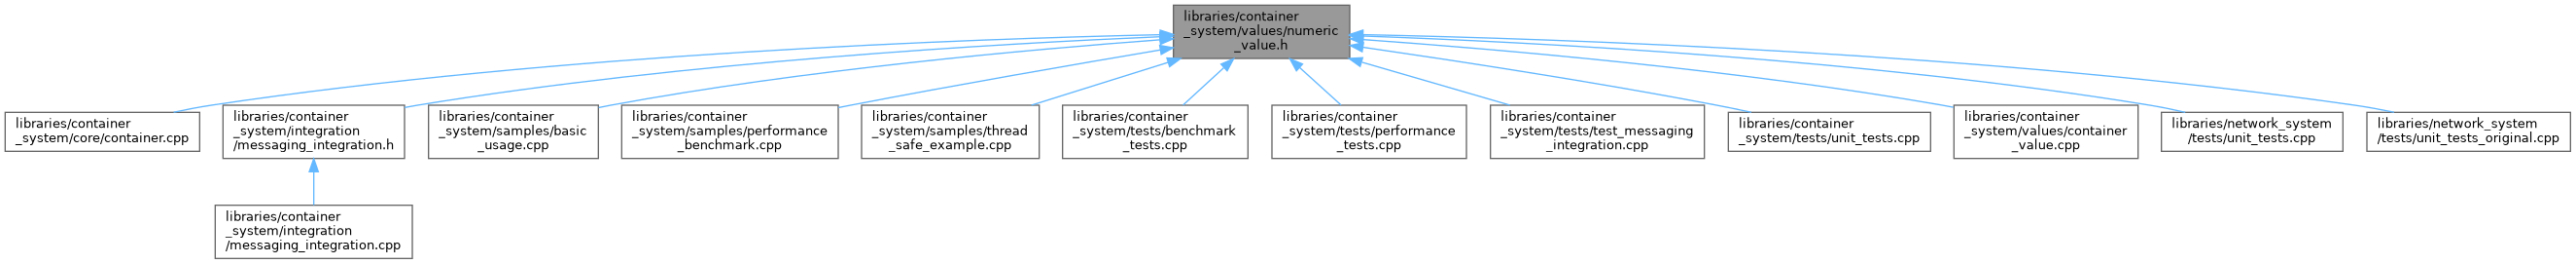 libraries/container
_system/values/numeric
_value.h
libraries/container
_system/core/container.cpp
libraries/container
_system/integration
/messaging_integration.h
libraries/container
_system/samples/basic
_usage.cpp
libraries/container
_system/samples/performance
_benchmark.cpp
libraries/container
_system/samples/thread
_safe_example.cpp
libraries/container
_system/tests/benchmark
_tests.cpp
libraries/container
_system/tests/performance
_tests.cpp
libraries/container
_system/tests/test_messaging
_integration.cpp
libraries/container
_system/tests/unit_tests.cpp
libraries/container
_system/values/container
_value.cpp
libraries/network_system
/tests/unit_tests.cpp
libraries/network_system
/tests/unit_tests_original.cpp
libraries/container
_system/integration
/messaging_integration.cpp